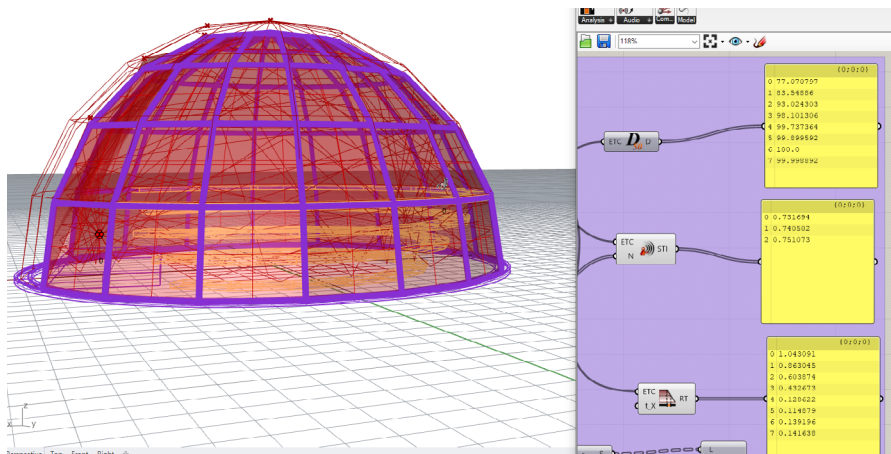 Analysis +
Audio +
Com...
Model
118%
{0;0;0}
0 77.070797
1 83.54886
2 93.024303
3 98.101306
4 99.737364
5 99.899592
6 100.0
7 99.998892
ETC D50 D
{0;0;0}
0 0.731694
1 0.740502
2 0.751073
ETC
N
STI
{0;0;0}
0 1.043091
1 0.863045
2 0.603874
3 0.432673
4 0.120622
5 0.114879
6 0.139196
7 0.141638
ETC
t_X
RT
L
z
x y
Perspective Top Front Right